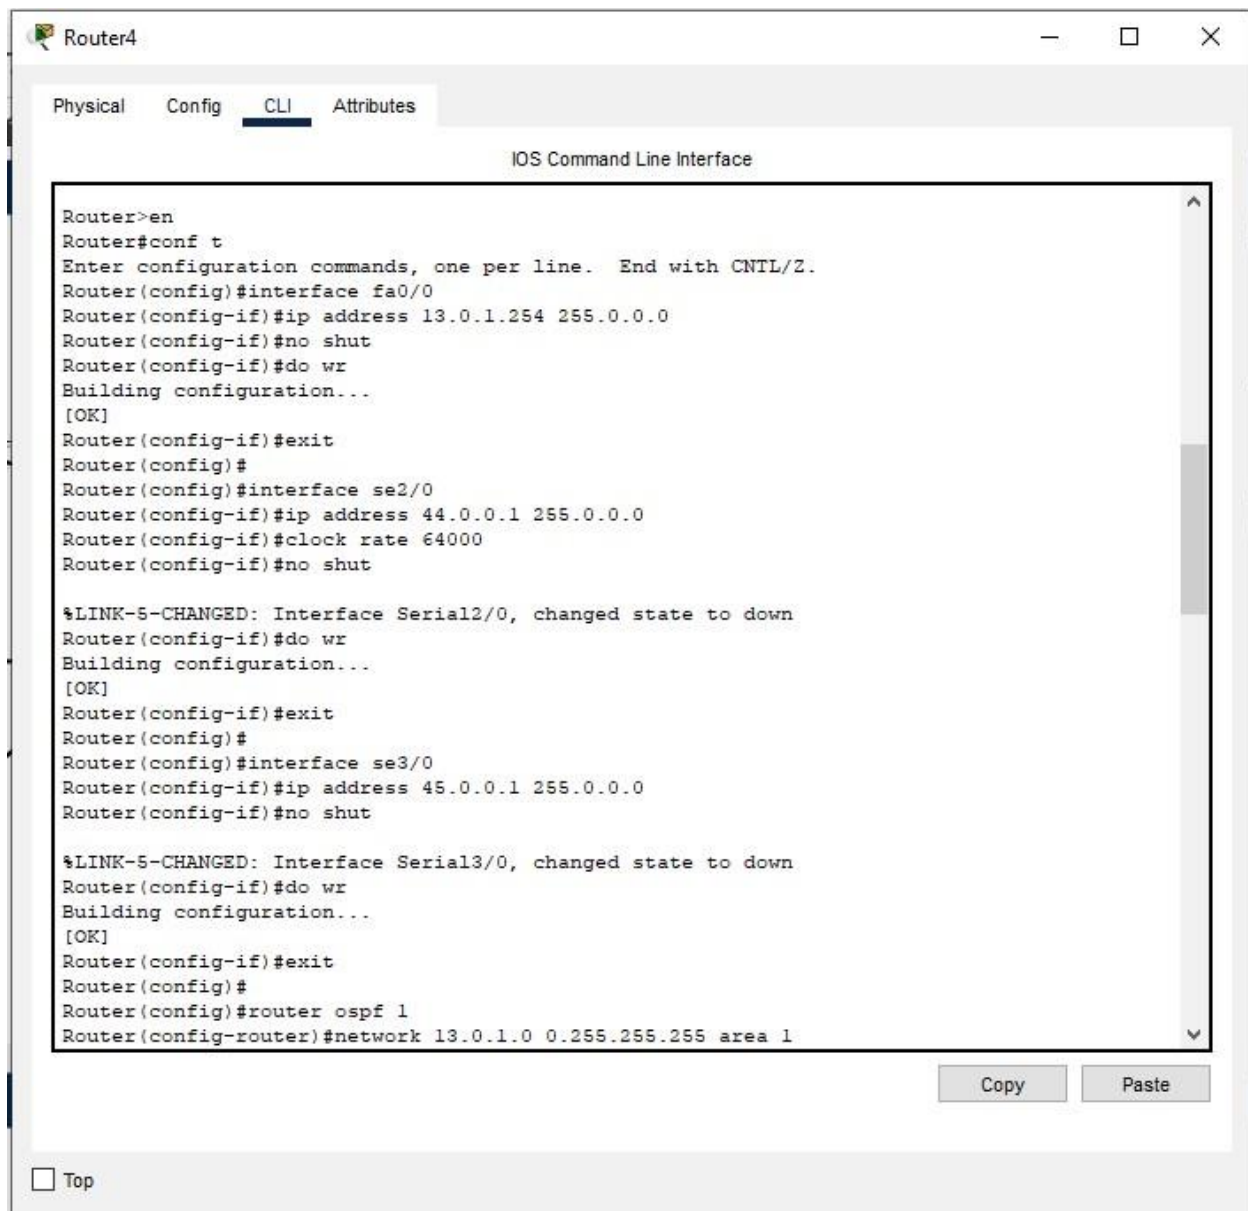 Router4
Physical Config CLI Attributes
IOS Command Line Interface
Router>en
Router#conf t
Enter configuration commands, one per line.  End with CNTL/Z.
Router(config)#interface fa0/0
Router(config-if)#ip address 13.0.1.254 255.0.0.0
Router(config-if)#no shut
Router(config-if)#do wr
Building configuration...
[OK]
Router(config-if)#exit
Router(config)#
Router(config)#interface se2/0
Router(config-if)#ip address 44.0.0.1 255.0.0.0
Router(config-if)#clock rate 64000
Router(config-if)#no shut
%LINK-5-CHANGED: Interface Serial2/0, changed state to down
Router(config-if)#do wr
Building configuration...
[OK]
Router(config-if)#exit
Router(config)#
Router(config)#interface se3/0
Router(config-if)#ip address 45.0.0.1 255.0.0.0
Router(config-if)#no shut
%LINK-5-CHANGED: Interface Serial3/0, changed state to down
Router(config-if)#do wr
Building configuration...
[OK]
Router(config-if)#exit
Router(config)#
Router(config)#router ospf 1
Router(config-router)#network 13.0.1.0 0.255.255.255 area 1
Copy Paste
Top